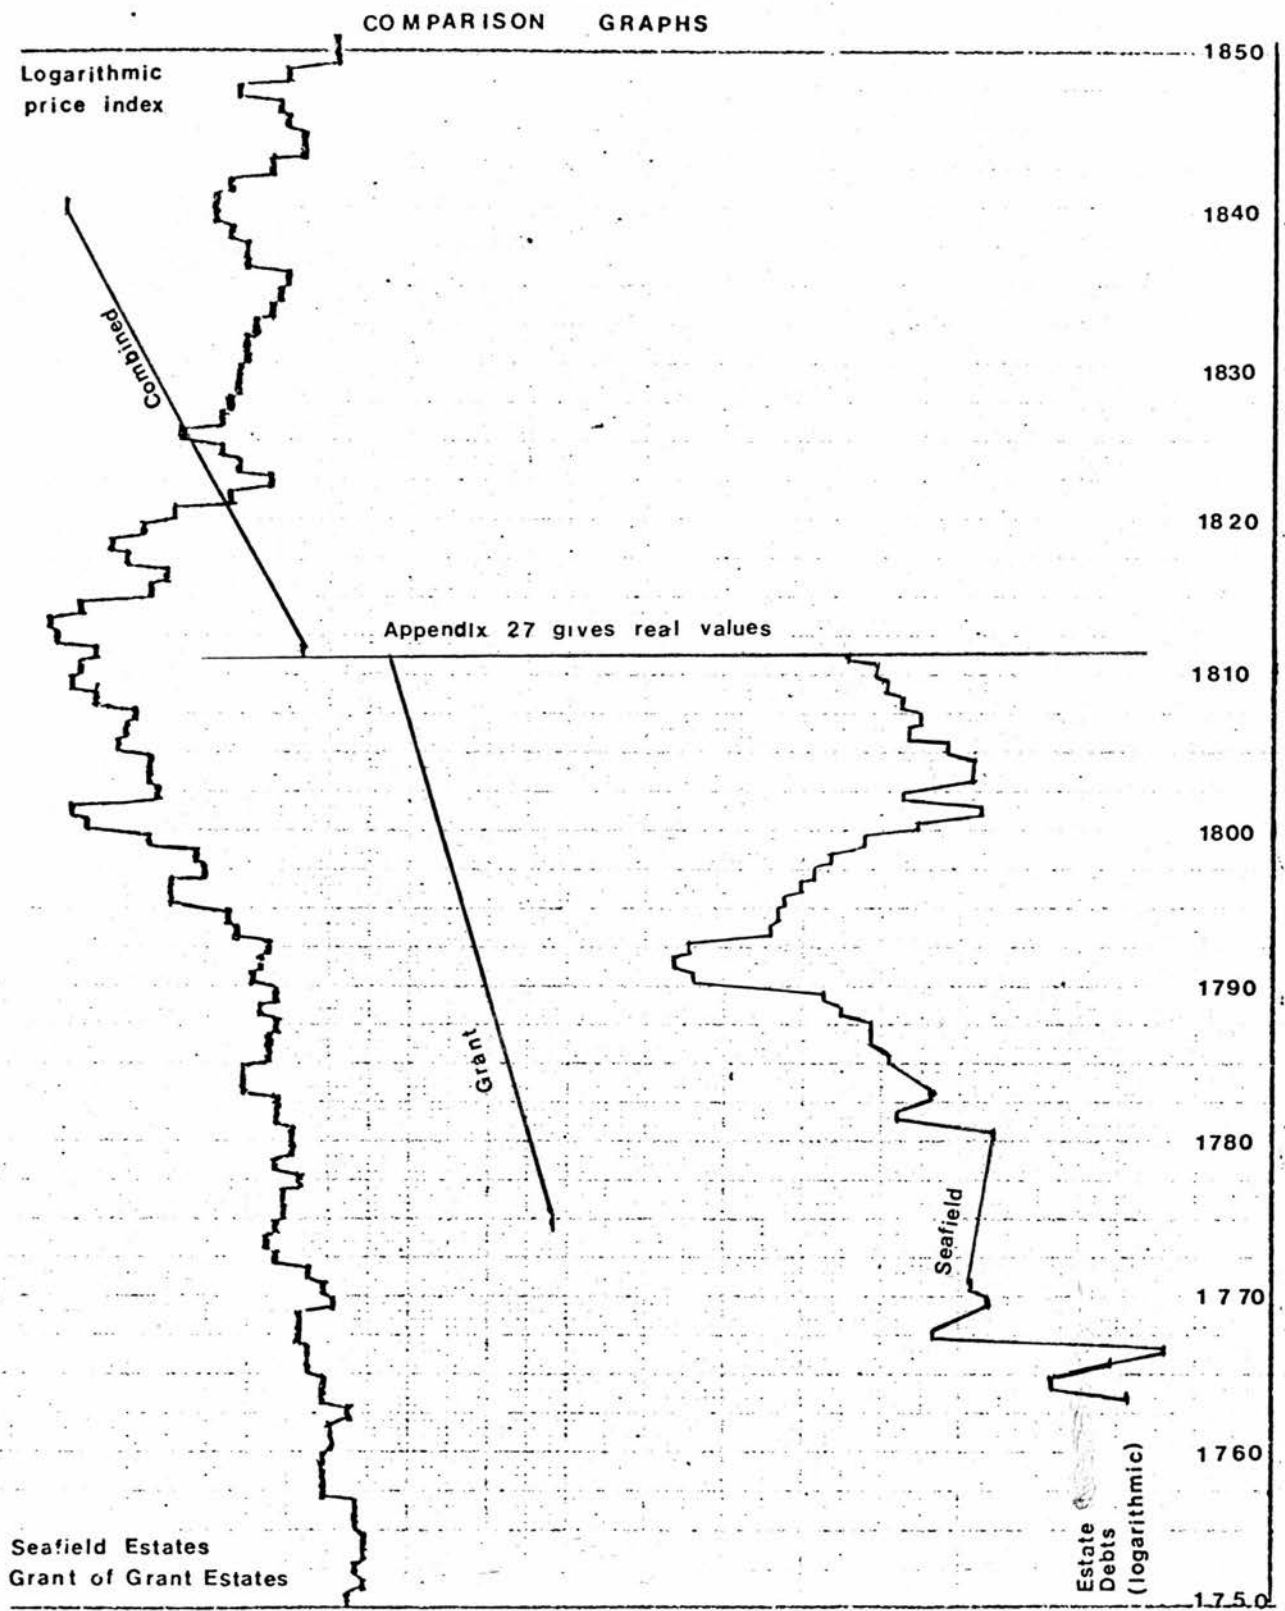 COMPARISON GRAPHS
Logarithmic
price index
1850
1840
1830
1820
1810
1800
1790
1780
1770
1760
1750
Combined
Appendix 27 gives real values
Grant
Seafield
Estate
Debts
(logarithmic)
Seafield Estates
Grant of Grant Estates